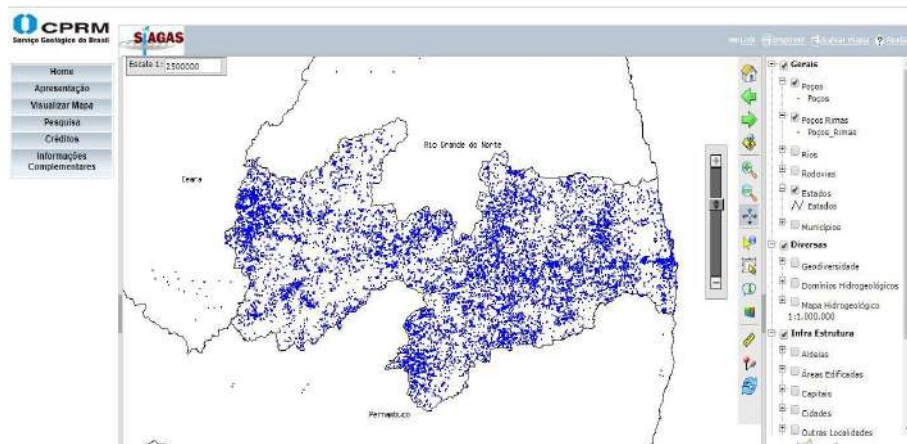 CPRM
Serviço Geológico do Brasil
SIAGAS
Imprimir
Salvar mapa
Ajuda
Home
Apresentação
Visualizar Mapa
Pesquisa
Créditos
Informações
Complementares
Escala 1: 2500000
Rio Grande do Norte
Ceara
Pernambuco
Gerais
Poços
Poços
Poços Rimas
Poços_Rimas
Rios
Rodovias
Estados
Estados
Municípios
Diversas
Geodiversidade
Domínios Hidrogeológicos
Mapa Hidrogeológico
1:1.000.000
Infra Estrutura
Aldeias
Áreas Edificadas
Capitais
Cidades
Outras Localidades